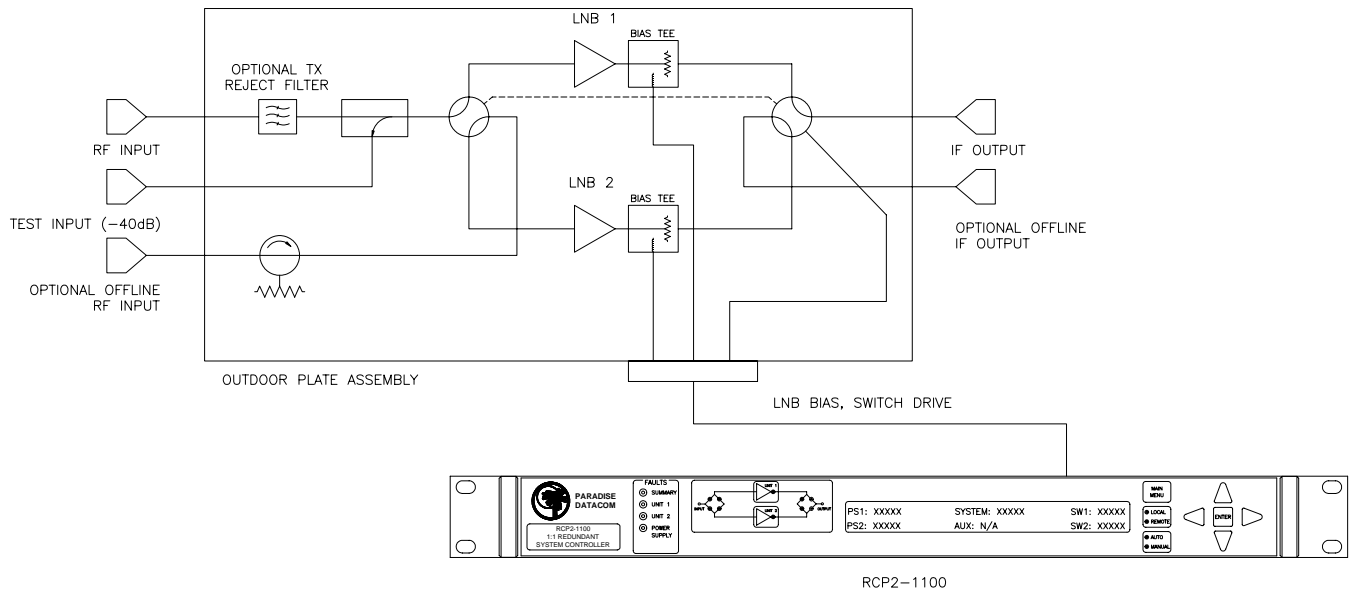 LNB 1
BIAS TEE
OPTIONAL TX
REJECT FILTER
RF INPUT
IF OUTPUT
LNB 2
BIAS TEE
TEST INPUT (-40dB)
OPTIONAL OFFLINE
IF OUTPUT
OPTIONAL OFFLINE
RF INPUT
OUTDOOR PLATE ASSEMBLY
LNB BIAS, SWITCH DRIVE
PARADISE
DATACOM
RCP2-1100
1:1 REDUNDANT
SYSTEM CONTROLLER
FAULTS
SUMMARY
UNIT 1
UNIT 2
POWER
SUPPLY
UNIT 1
INPUT
OUTPUT
UNIT 2
PS1: XXXXX SYSTEM: XXXXX SW1: XXXXX
PS2: XXXXX AUX: N/A SW2: XXXXX
MAIN
MENU
LOCAL
REMOTE
AUTO
MANUAL
ENTER
RCP2-1100